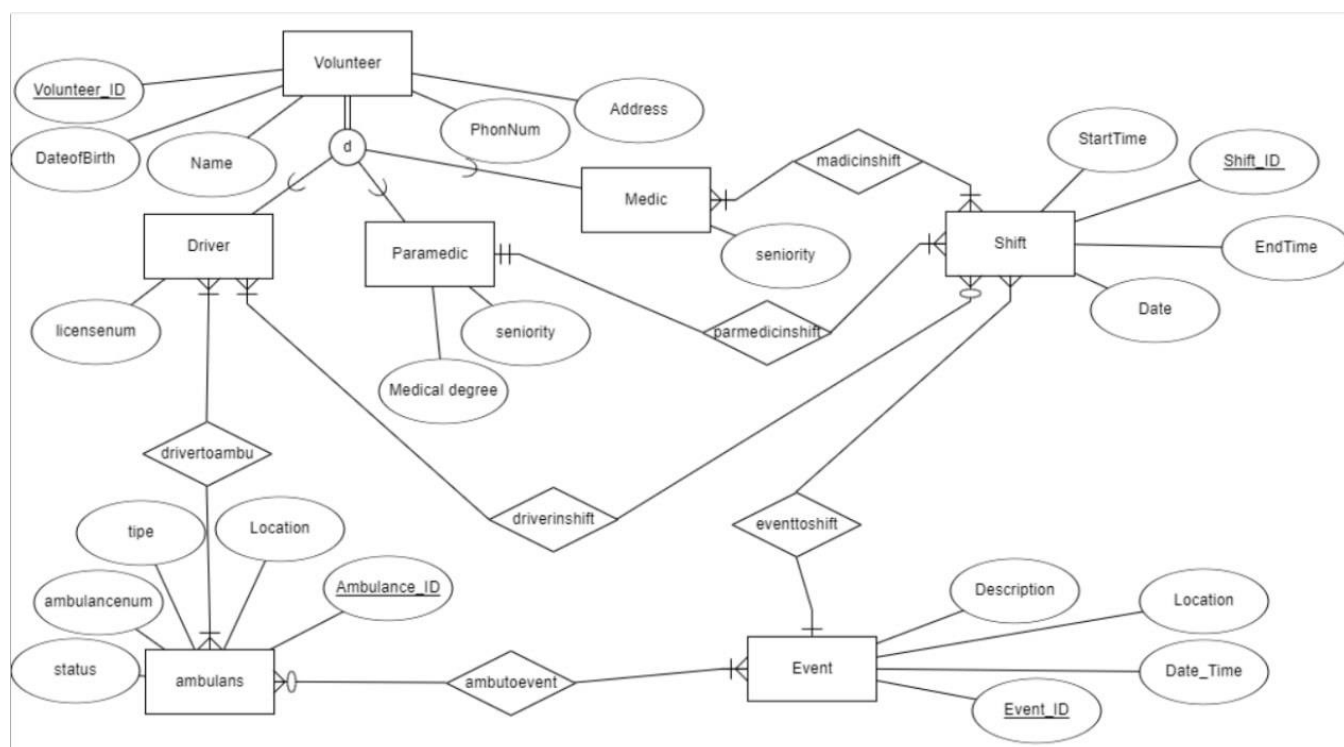 Volunteer
Volunteer_ID
Address
PhonNum
DateofBirth
Name
d
StartTime
madicinshift
Shift_ID
Medic
Driver
Paramedic
Shift
EndTime
seniority
licensenum
seniority
parmedicinshift
Date
Medical degree
drivertoambu
driverinshift
eventtoshift
tipe
Location
ambulancenum
Ambulance_ID
Description
Location
status
ambulans
ambutoevent
Event
Date_Time
Event_ID